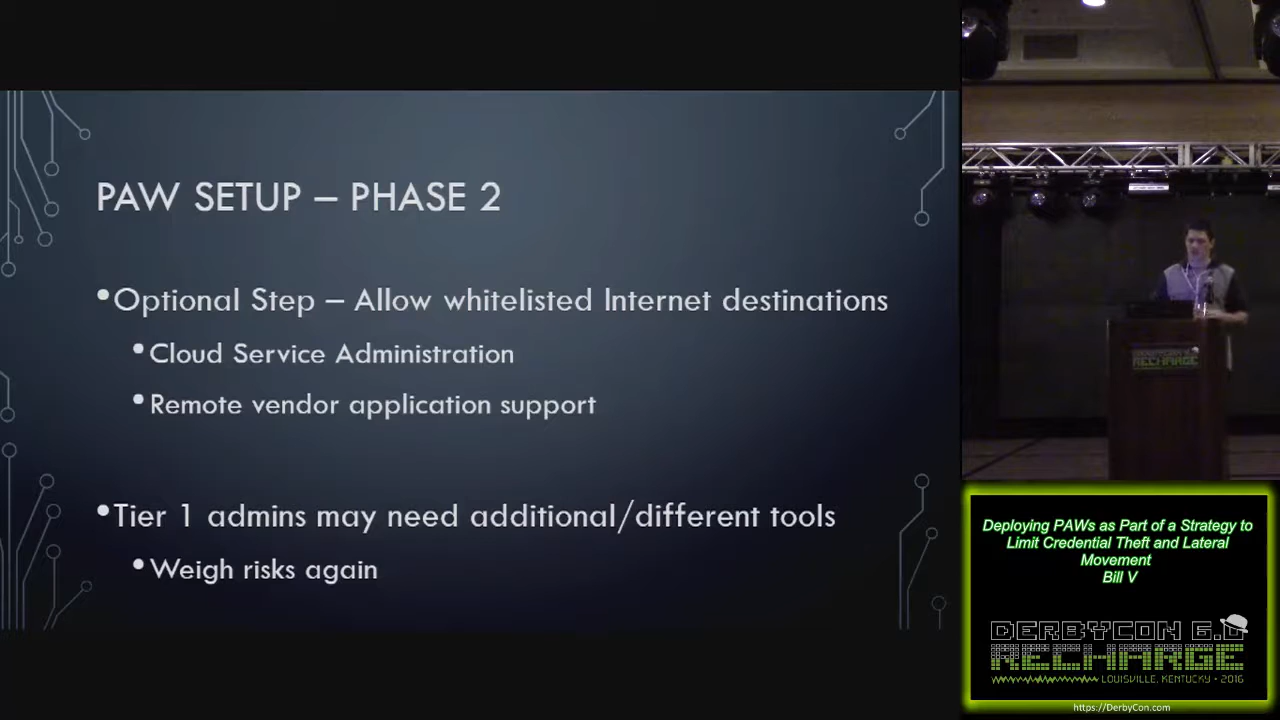 PAW SETUP – PHASE 2
•Optional Step – Allow whitelisted Internet destinations
•Cloud Service Administration
•Remote vendor application support
•Tier 1 admins may need additional/different tools
•Weigh risks again
RECHARGE
Deploying PAWs as Part of a Strategy to
Limit Credential Theft and Lateral
Movement
Bill V
DERBYCON 6.0
RECHARGE
LOUISVILLE, KENTUCKY • 2016
https://DerbyCon.com